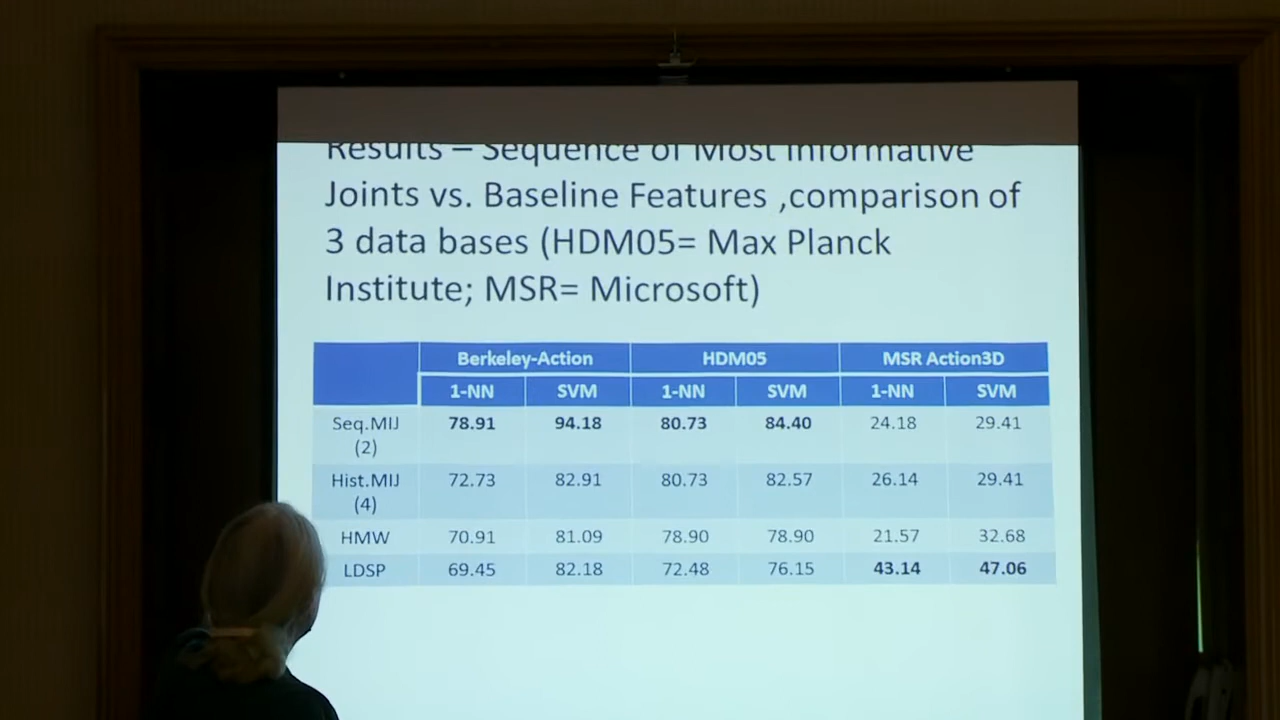 Results – Sequence of Most Informative
Joints vs. Baseline Features ,comparison of
3 data bases (HDM05= Max Planck
Institute; MSR= Microsoft)
Berkeley-Action HDM05 MSR Action3D
1-NN SVM 1-NN SVM 1-NN SVM
Seq.MIJ (2) 78.91 94.18 80.73 84.40 24.18 29.41
Hist.MIJ (4) 72.73 82.91 80.73 82.57 26.14 29.41
HMW 70.91 81.09 78.90 78.90 21.57 32.68
LDSP 69.45 82.18 72.48 76.15 43.14 47.06